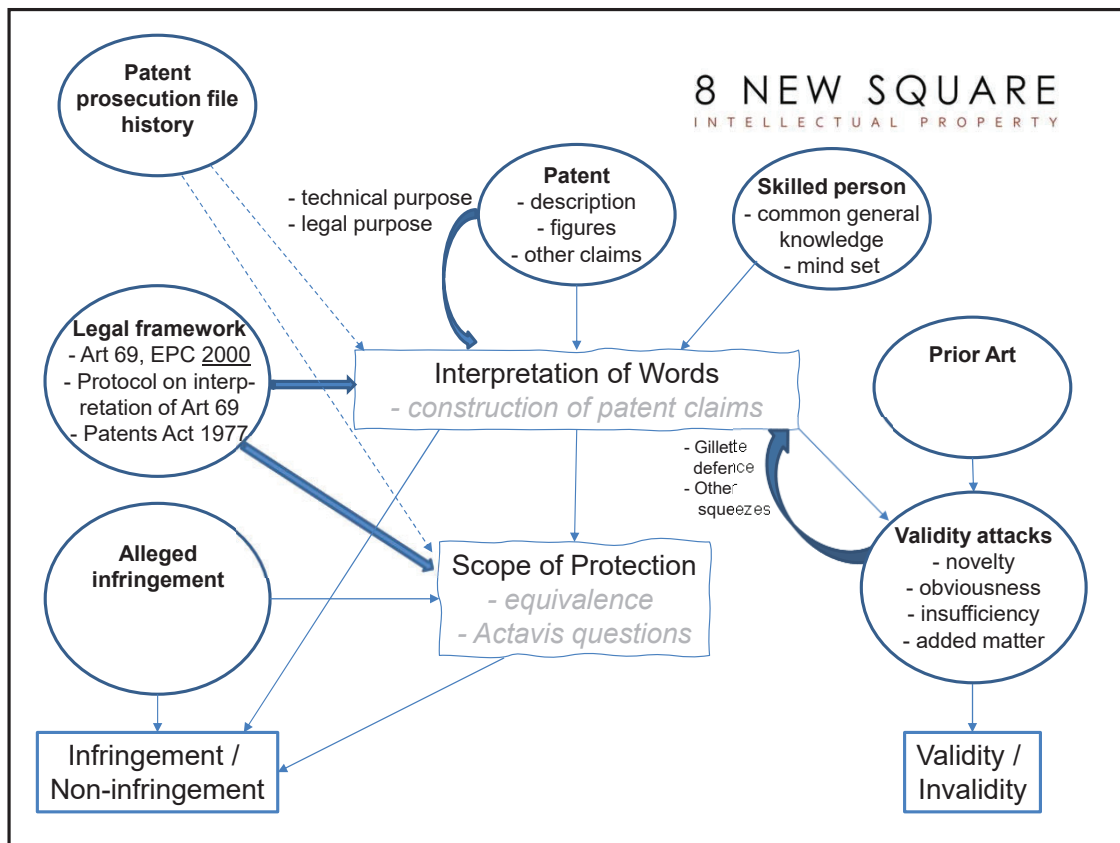 Patent
prosecution file
history
8 NEW SQUARE
INTELLECTUAL PROPERTY
- technical purpose
- legal purpose
Patent
- description
- figures
- other claims
Skilled person
- common general
knowledge
- mind set
Legal framework
- Art 69, EPC 2000
- Protocol on interp-
retation of Art 69
- Patents Act 1977
Interpretation of Words
- construction of patent claims
Prior Art
- Gillette
defence
- Other
squeezes
Alleged
infringement
Scope of Protection
- equivalence
- Actavis questions
Validity attacks
- novelty
- obviousness
- insufficiency
- added matter
Infringement /
Non-infringement
Validity /
Invalidity